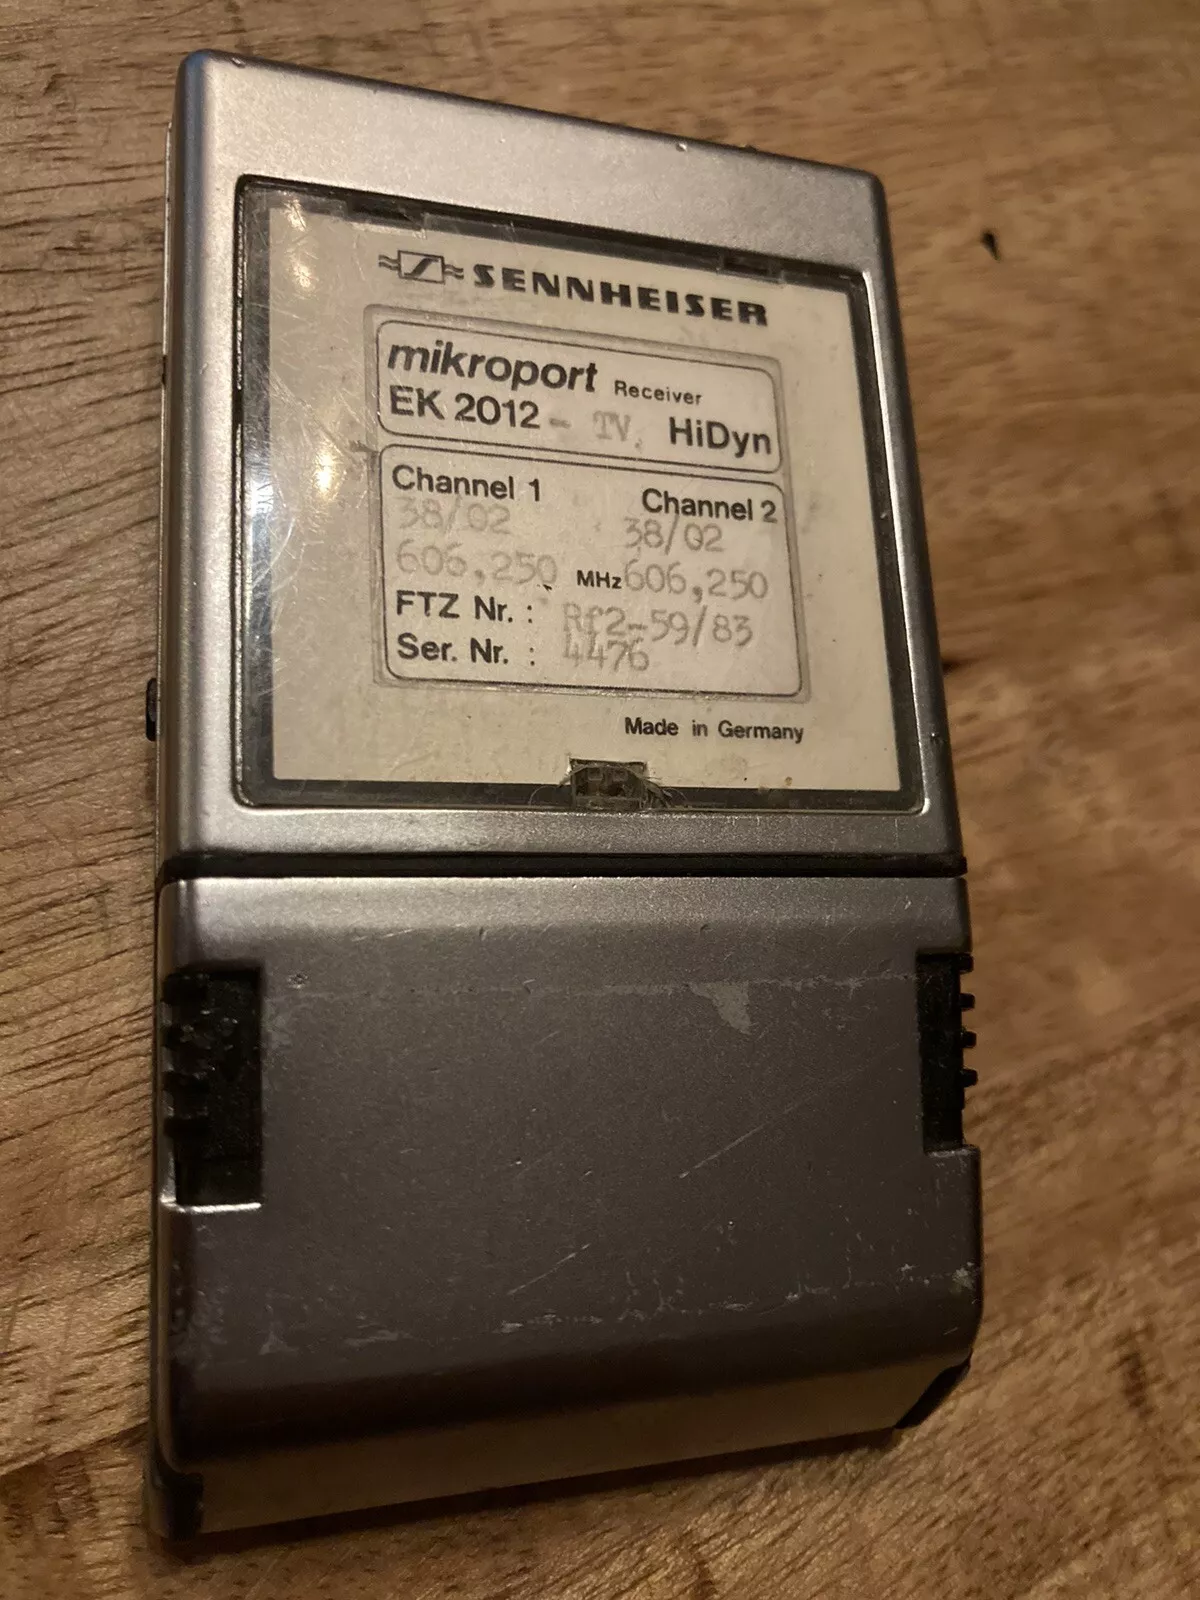 SENNHEISER
mikroport Receiver
EK 2012 - TV. HiDyn
Channel 1 Channel 2
38/02 38/02
606,250 MHz 606,250
FTZ Nr. : Rf2-59/83
Ser. Nr. : 4476
Made in Germany